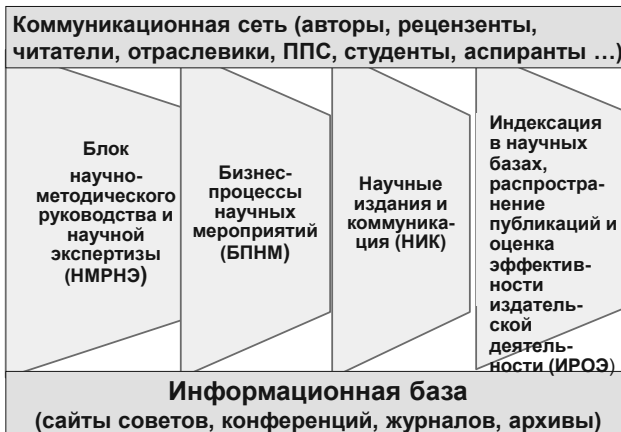 Коммуникационная сеть (авторы, рецензенты,
читатели, отраслевики, ППС, студенты, аспиранты …)
Блок
научно-
методического
руководства и
научной
экспертизы
(НМРНЭ)
Бизнес-
процессы
научных
мероприятий
(БПНМ)
Научные
издания и
коммуника-
ция (НИК)
Индексация
в научных
базах,
распростра-
нение
публикаций и
оценка
эффектив-
ности
издатель-
ской
деятель-
ности (ИРОЭ)
Информационная база
(сайты советов, конференций, журналов, архивы)